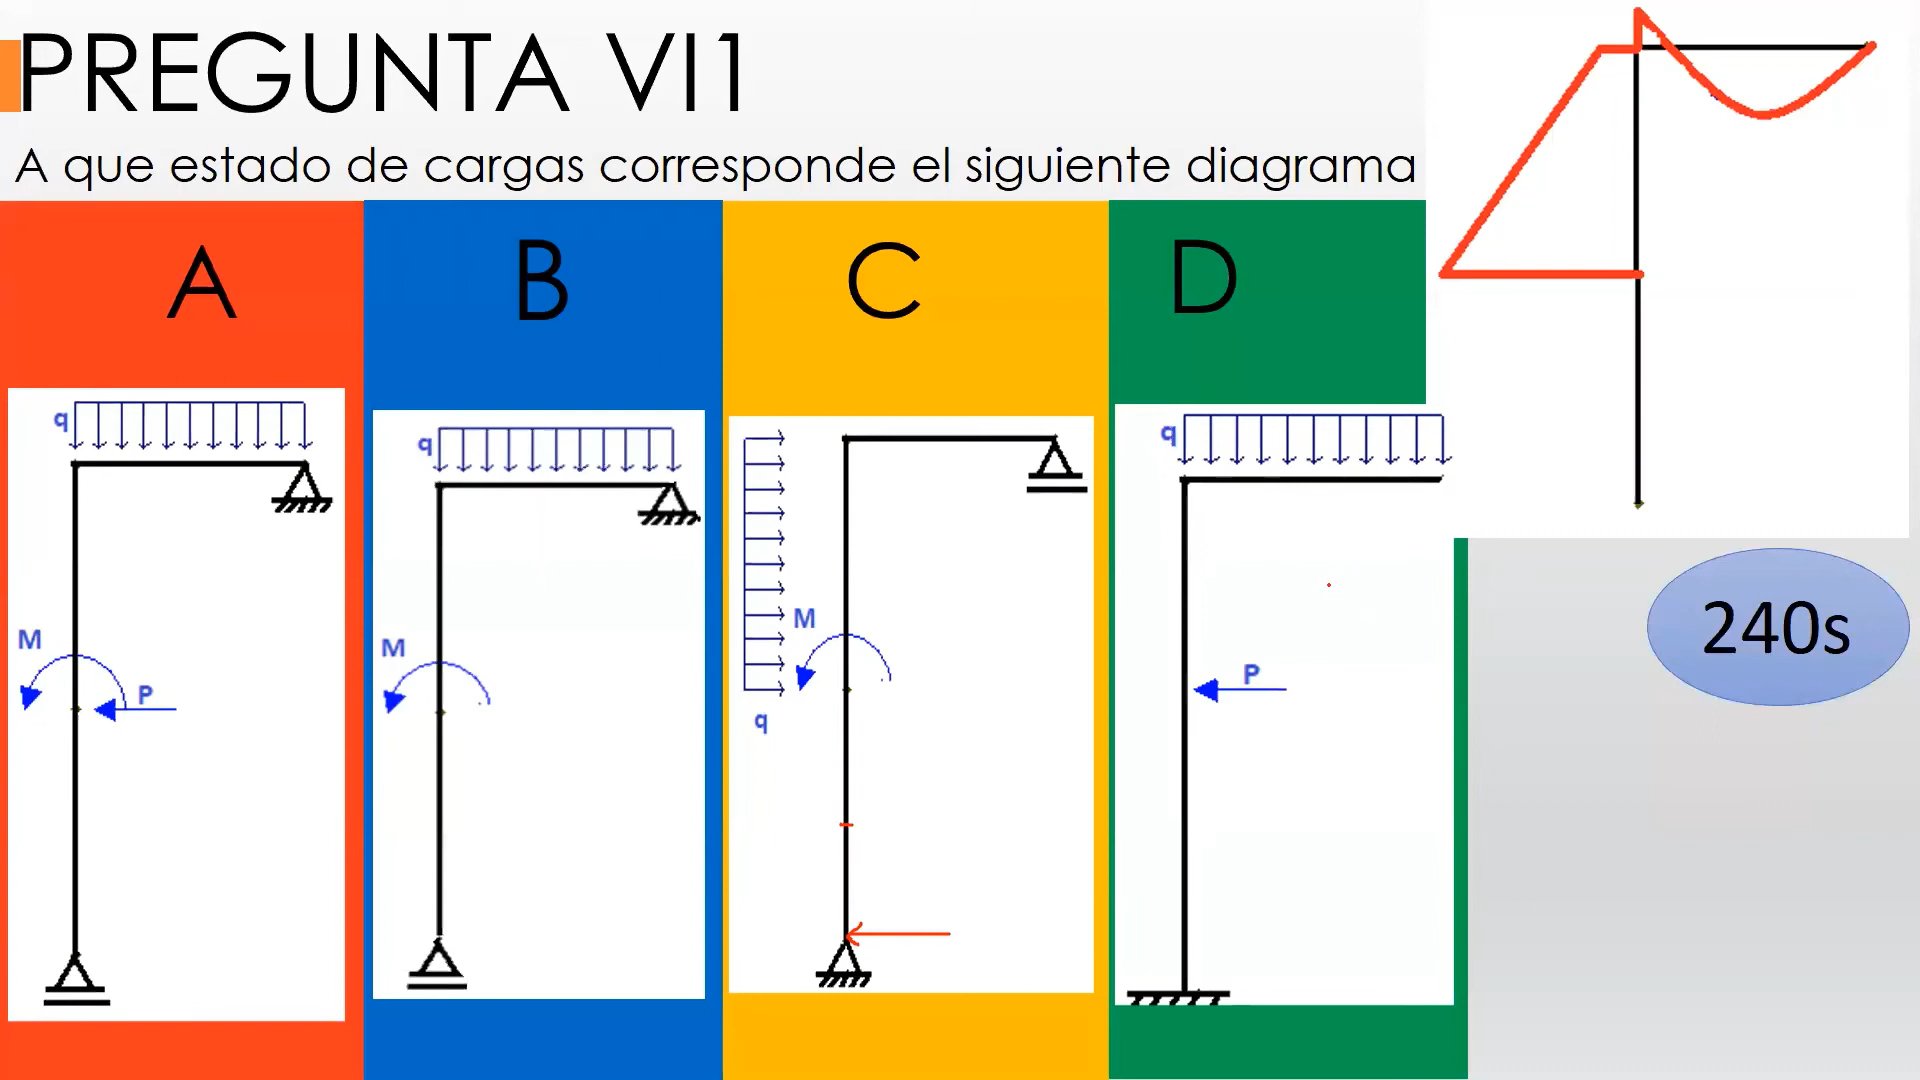 PREGUNTA VI1
A que estado de cargas corresponde el siguiente diagrama
A
B
C
D
q
M
P
q
M
M
q
q
P
240s